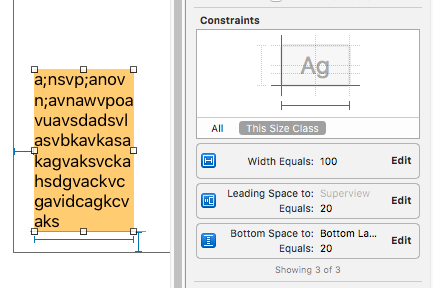 a;nsvp;anov
n;avnawvpoa
vuavsdadsvl
asvbkavkasa
kagvaksvcka
hsdgvackvc
gavidcagkcv
aks
Constraints
Ag
All This Size Class
Width Equals: 100 Edit
Leading Space to: Superview
Equals: 20 Edit
Bottom Space to: Bottom La...
Equals: 20 Edit
Showing 3 of 3